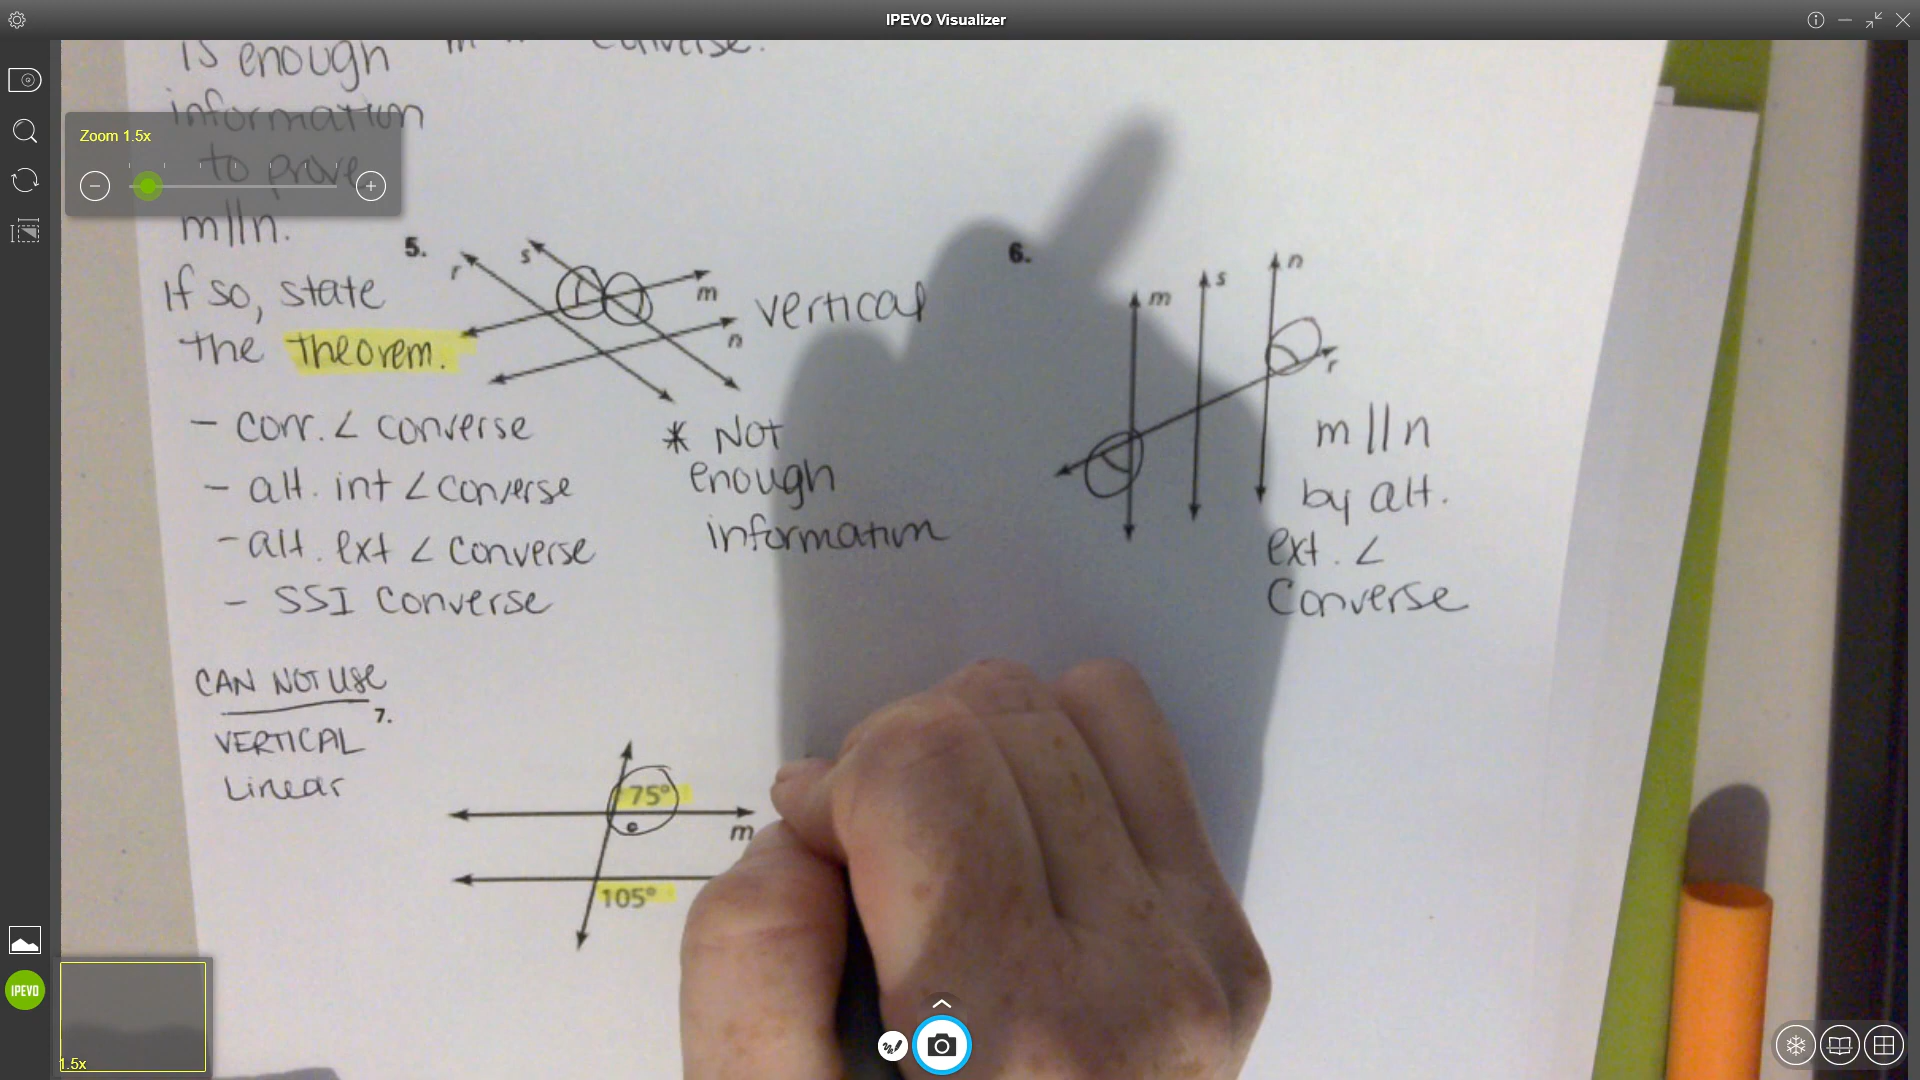 IPEVO Visualizer
is enough
converse.
information
Zoom 1.5x
to prove
m||n.
If so, state
the theorem.
- corr. ∠ converse
- alt. int ∠ converse
- alt. ext ∠ converse
- SSI Converse
CAN NOT USE
VERTICAL
Linear
5.
r
s
m
n
vertical
* Not
enough
information
6.
m
s
n
r
m || n
by alt.
ext. ∠
Converse
7.
75°
m
105°
IPEVO
1.5x